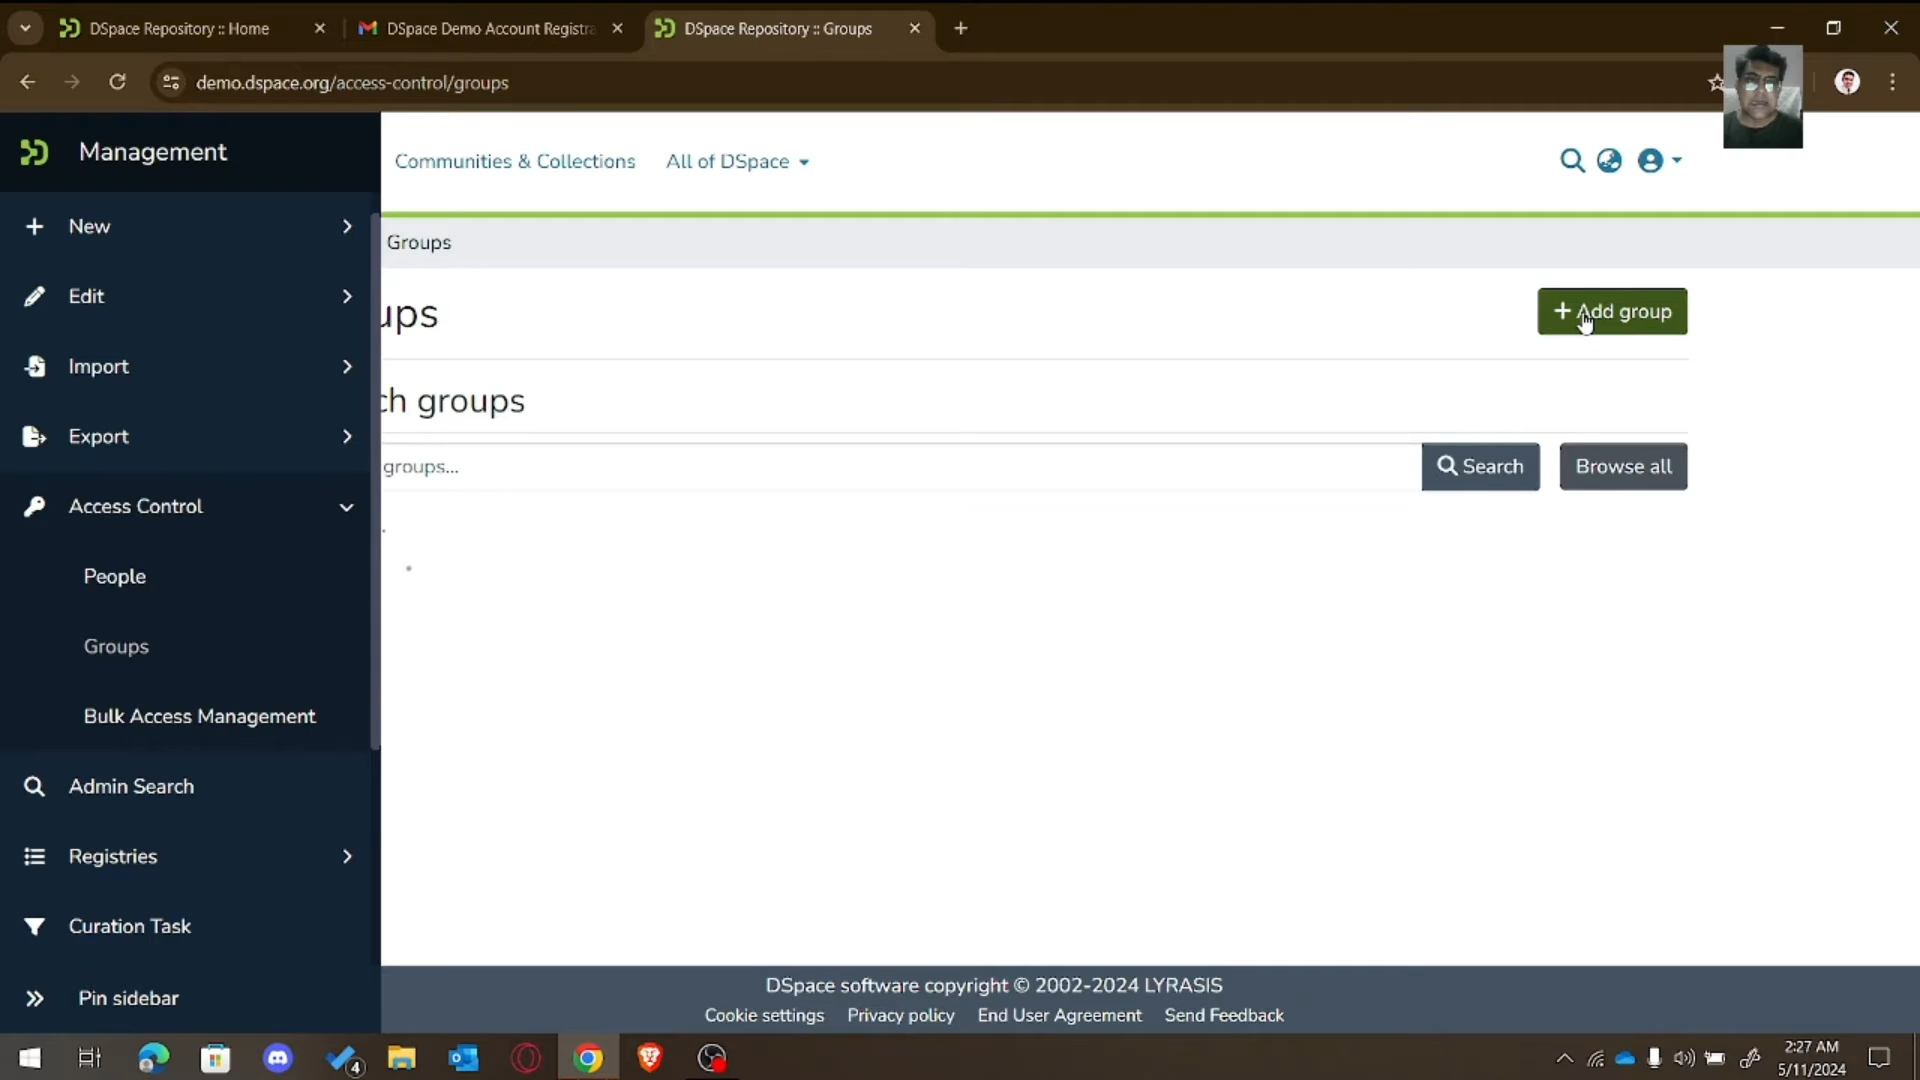 DSpace Repository :: Home
DSpace Demo Account Registra
DSpace Repository :: Groups
demo.dspace.org/access-control/groups
Management
Communities & Collections
All of DSpace
New
Edit
Import
Export
Access Control
People
Groups
Bulk Access Management
Admin Search
Registries
Curation Task
Pin sidebar
Groups
ups
+ Add group
ch groups
groups...
Search
Browse all
DSpace software copyright © 2002-2024 LYRASIS
Cookie settings Privacy policy End User Agreement Send Feedback
4
2:27 AM
5/11/2024